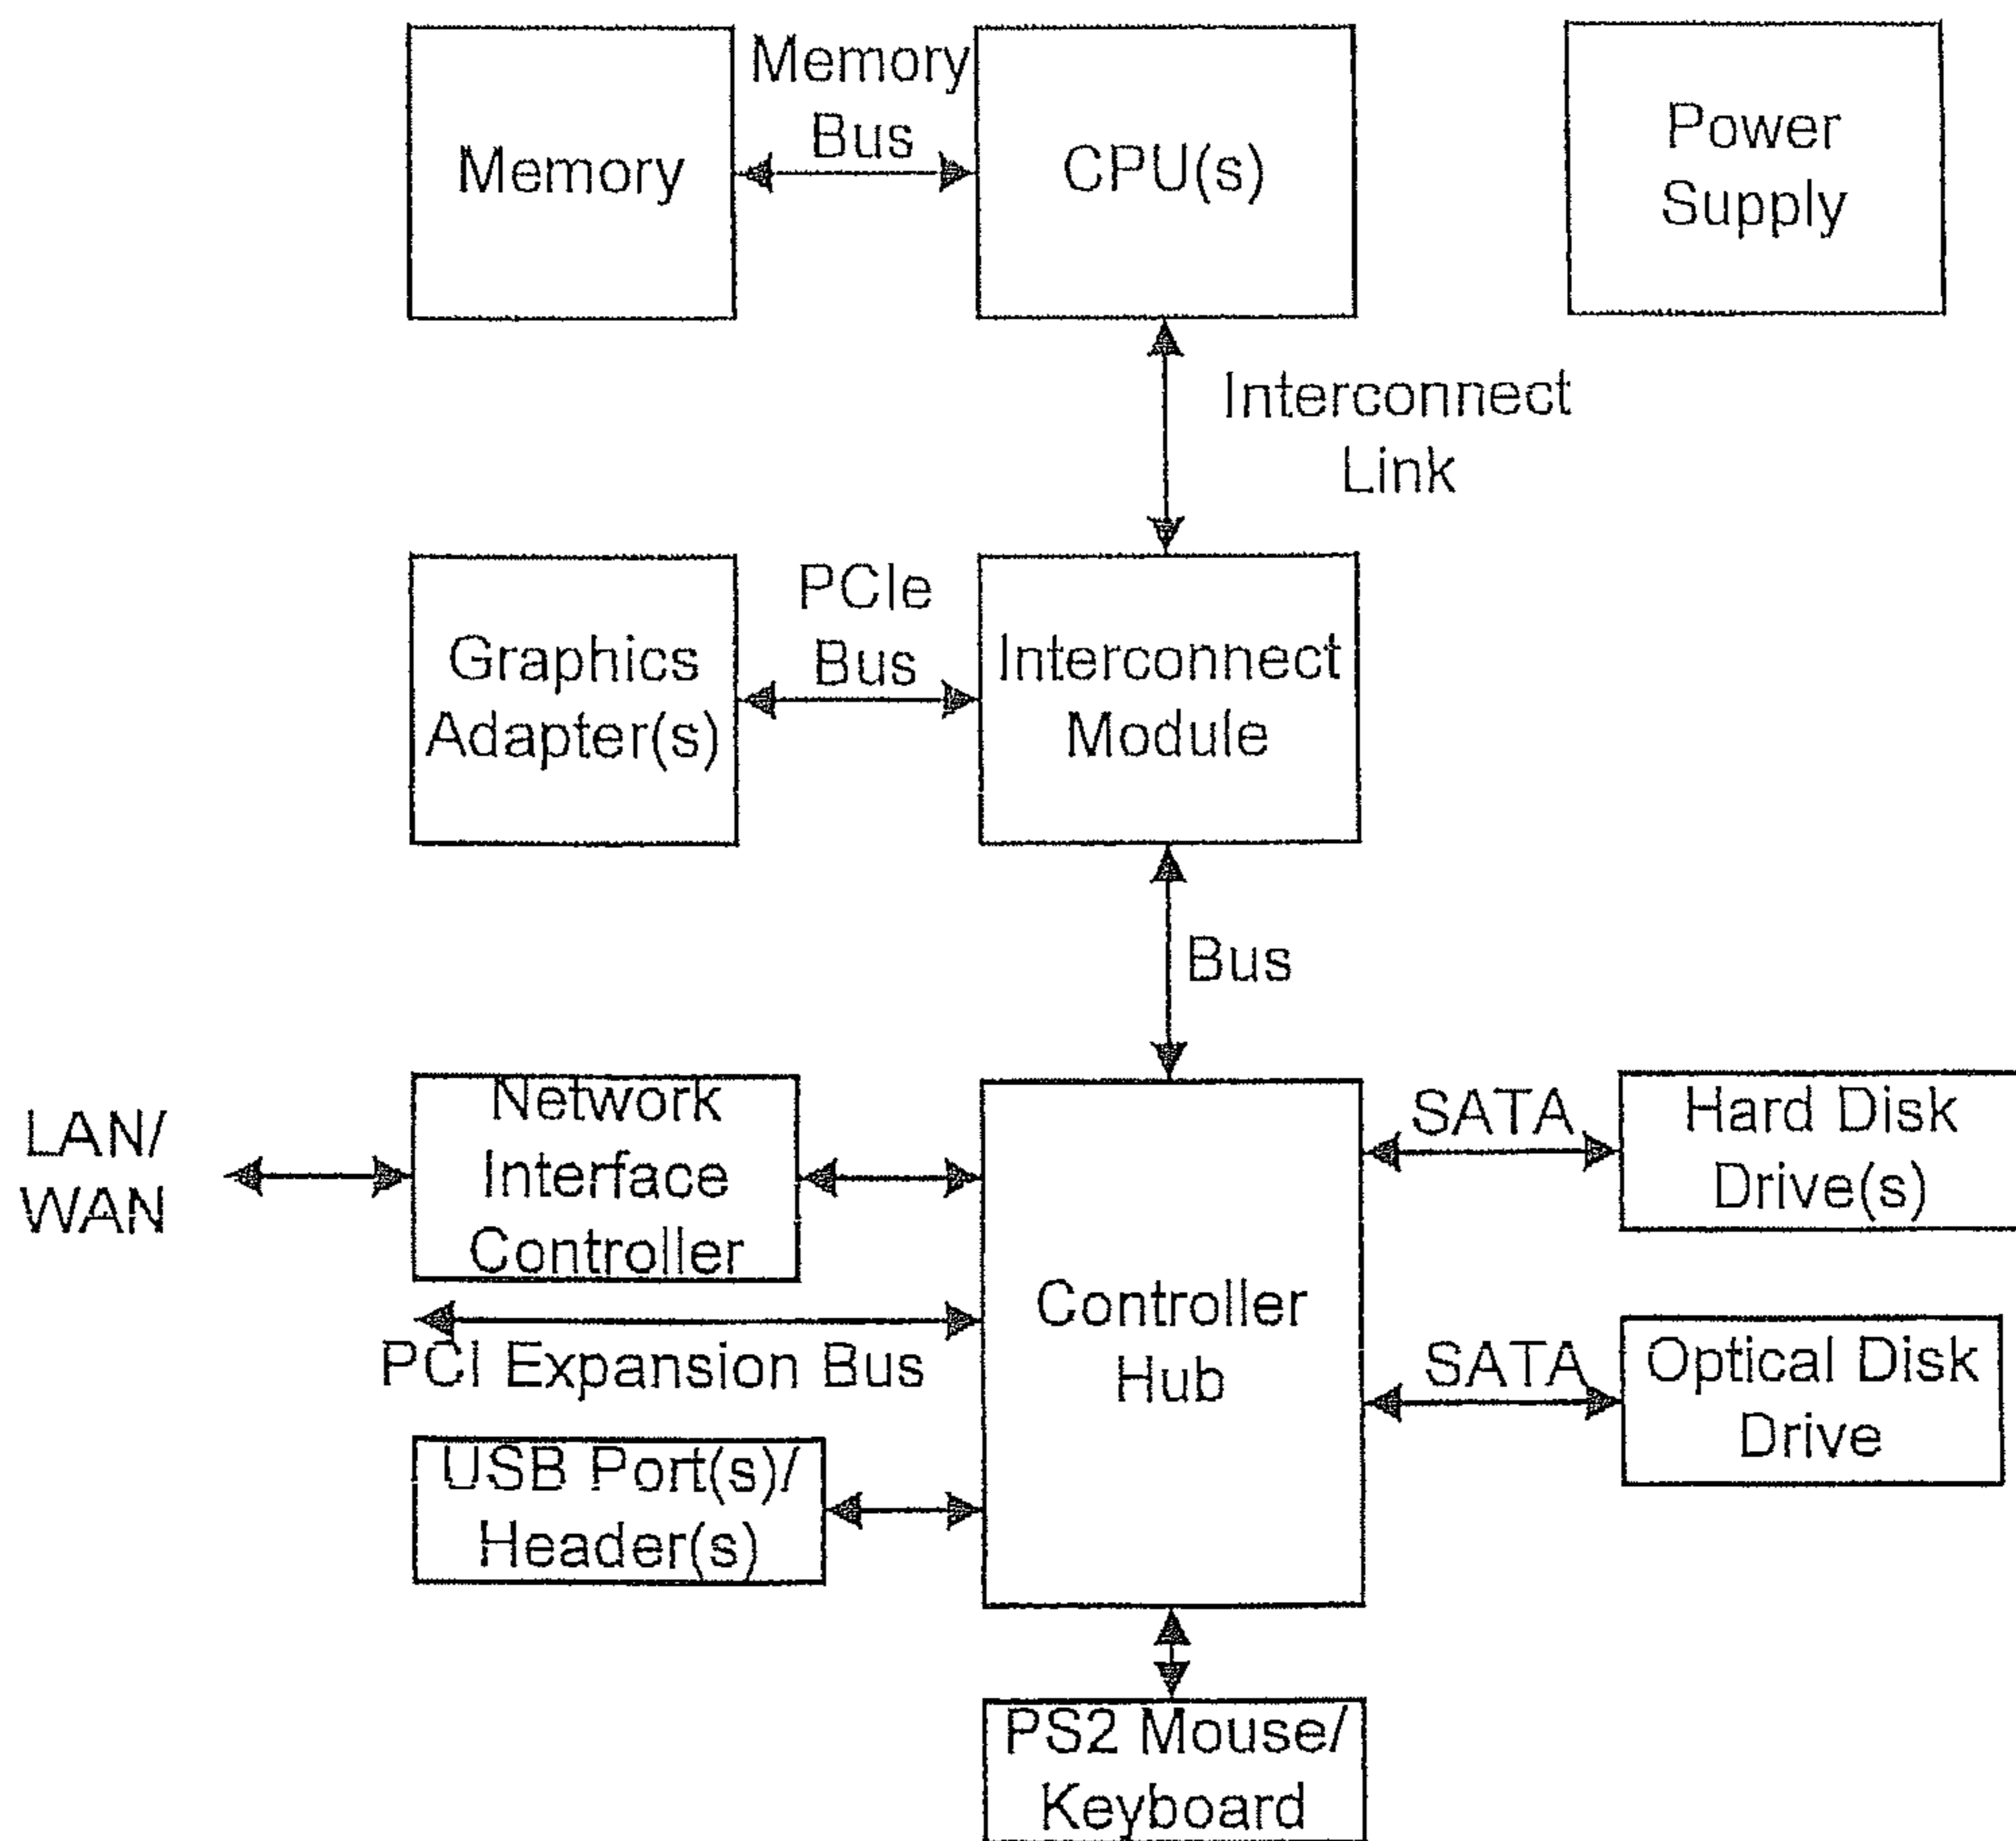 Memory
Bus
Memory
CPU(s)
Power
Supply
Interconnect
Link
PCIe
Bus
Graphics
Adapter(s)
Interconnect
Module
Bus
LAN/
WAN
Network
Interface
Controller
SATA
Hard Disk
Drive(s)
Controller
Hub
PCI Expansion Bus
SATA
Optical Disk
Drive
USB Port(s)/
Header(s)
PS2 Mouse/
Keyboard